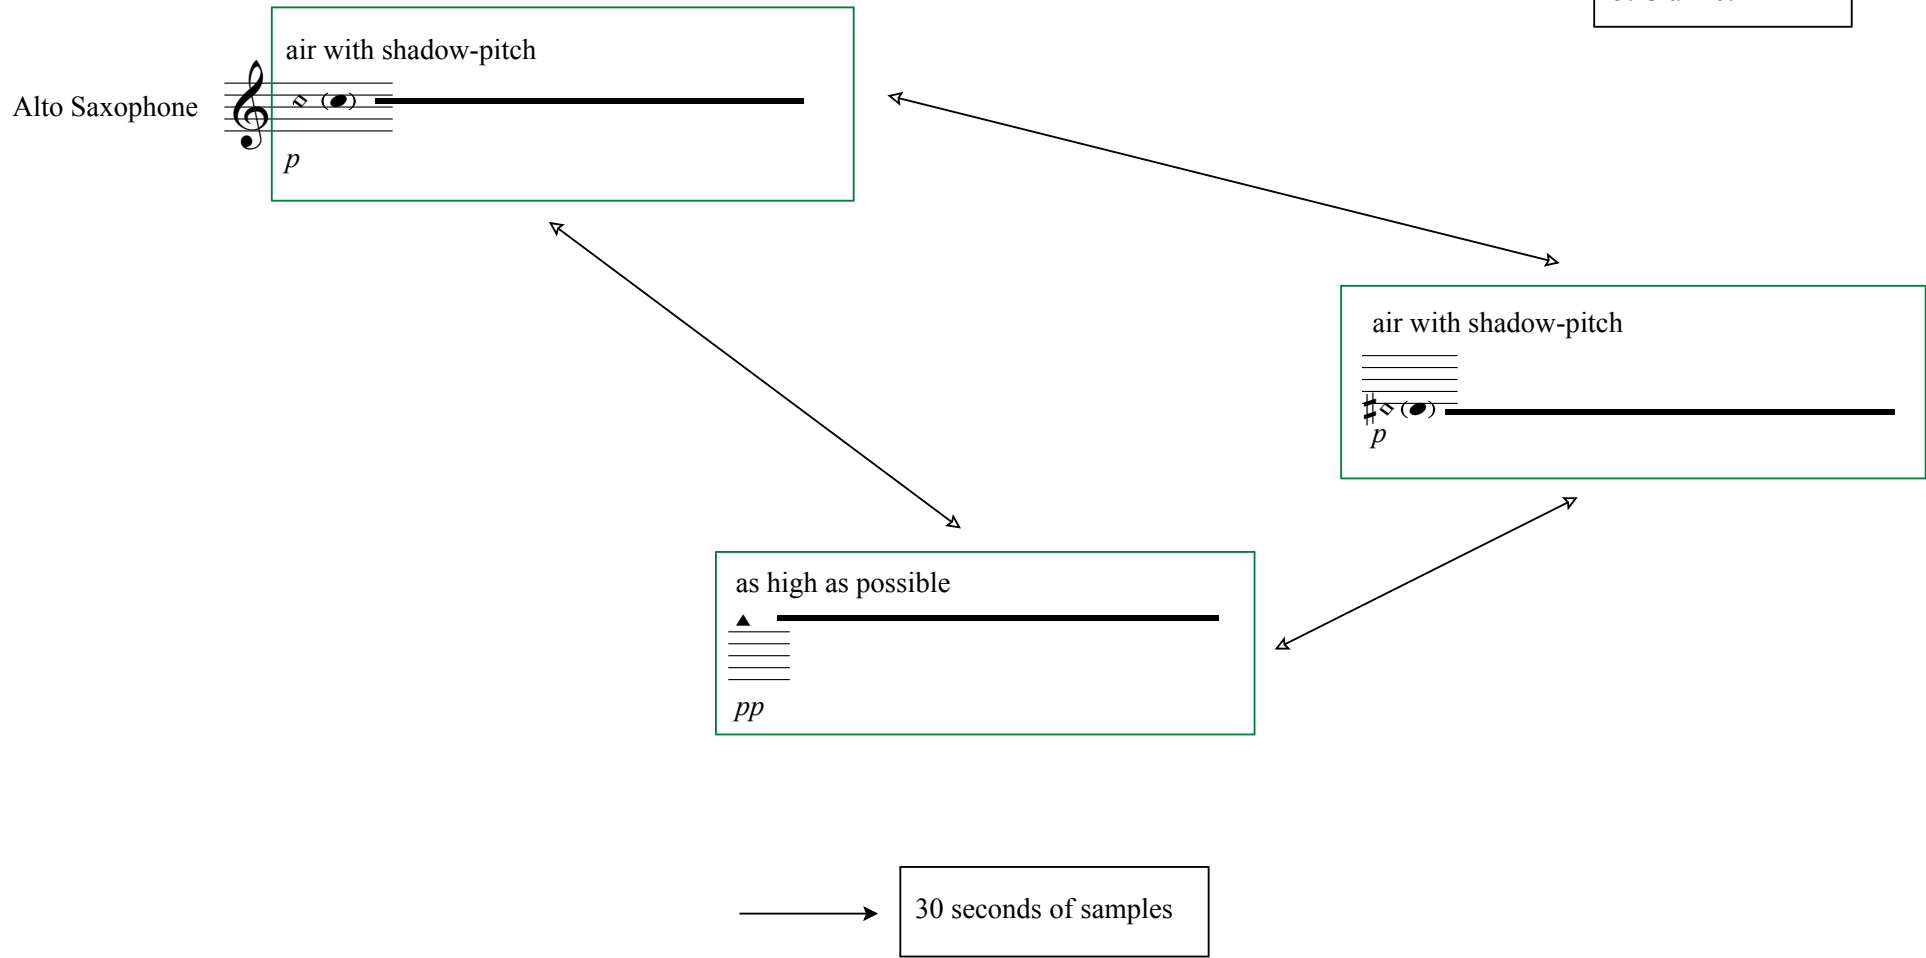 air with shadow-pitch
Alto Saxophone
p
air with shadow-pitch
p
as high as possible
pp
30 seconds of samples